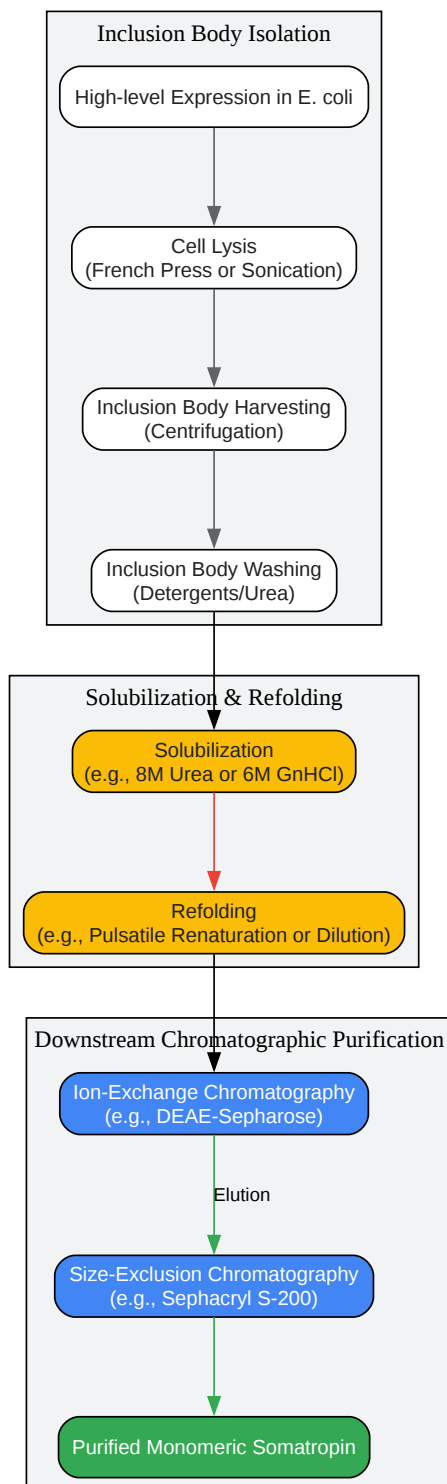 Inclusion Body Isolation
High-level Expression in E. coli
Cell Lysis
(French Press or Sonication)
Inclusion Body Harvesting
(Centrifugation)
Inclusion Body Washing
(Detergents/Urea)
Solubilization & Refolding
Solubilization
(e.g., 8M Urea or 6M GnHCl)
Refolding
(e.g., Pulsatile Renaturation or Dilution)
Downstream Chromatographic Purification
Ion-Exchange Chromatography
(e.g., DEAE-Sepharose)
Elution
Size-Exclusion Chromatography
(e.g., Sephacryl S-200)
Purified Monomeric Somatropin